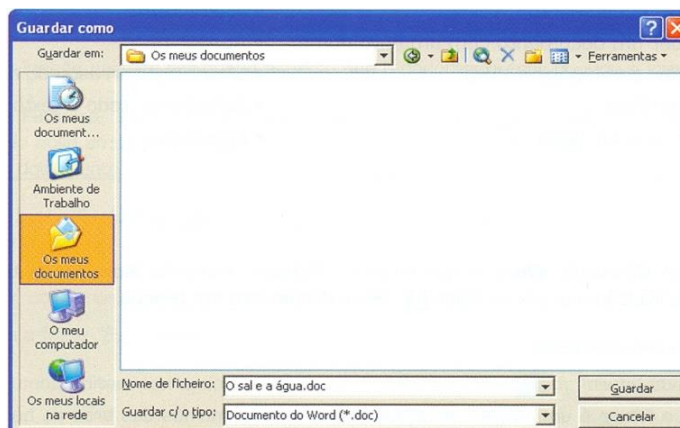 Guardar como
Guardar em:
Os meus documentos
Ferramentas
Os meus
document...
Ambiente de
Trabalho
Os meus
documentos
O meu
computador
Os meus locais
na rede
Nome de ficheiro:
O sal e a água.doc
Guardar
Guardar c/ o tipo:
Documento do Word (*.doc)
Cancelar